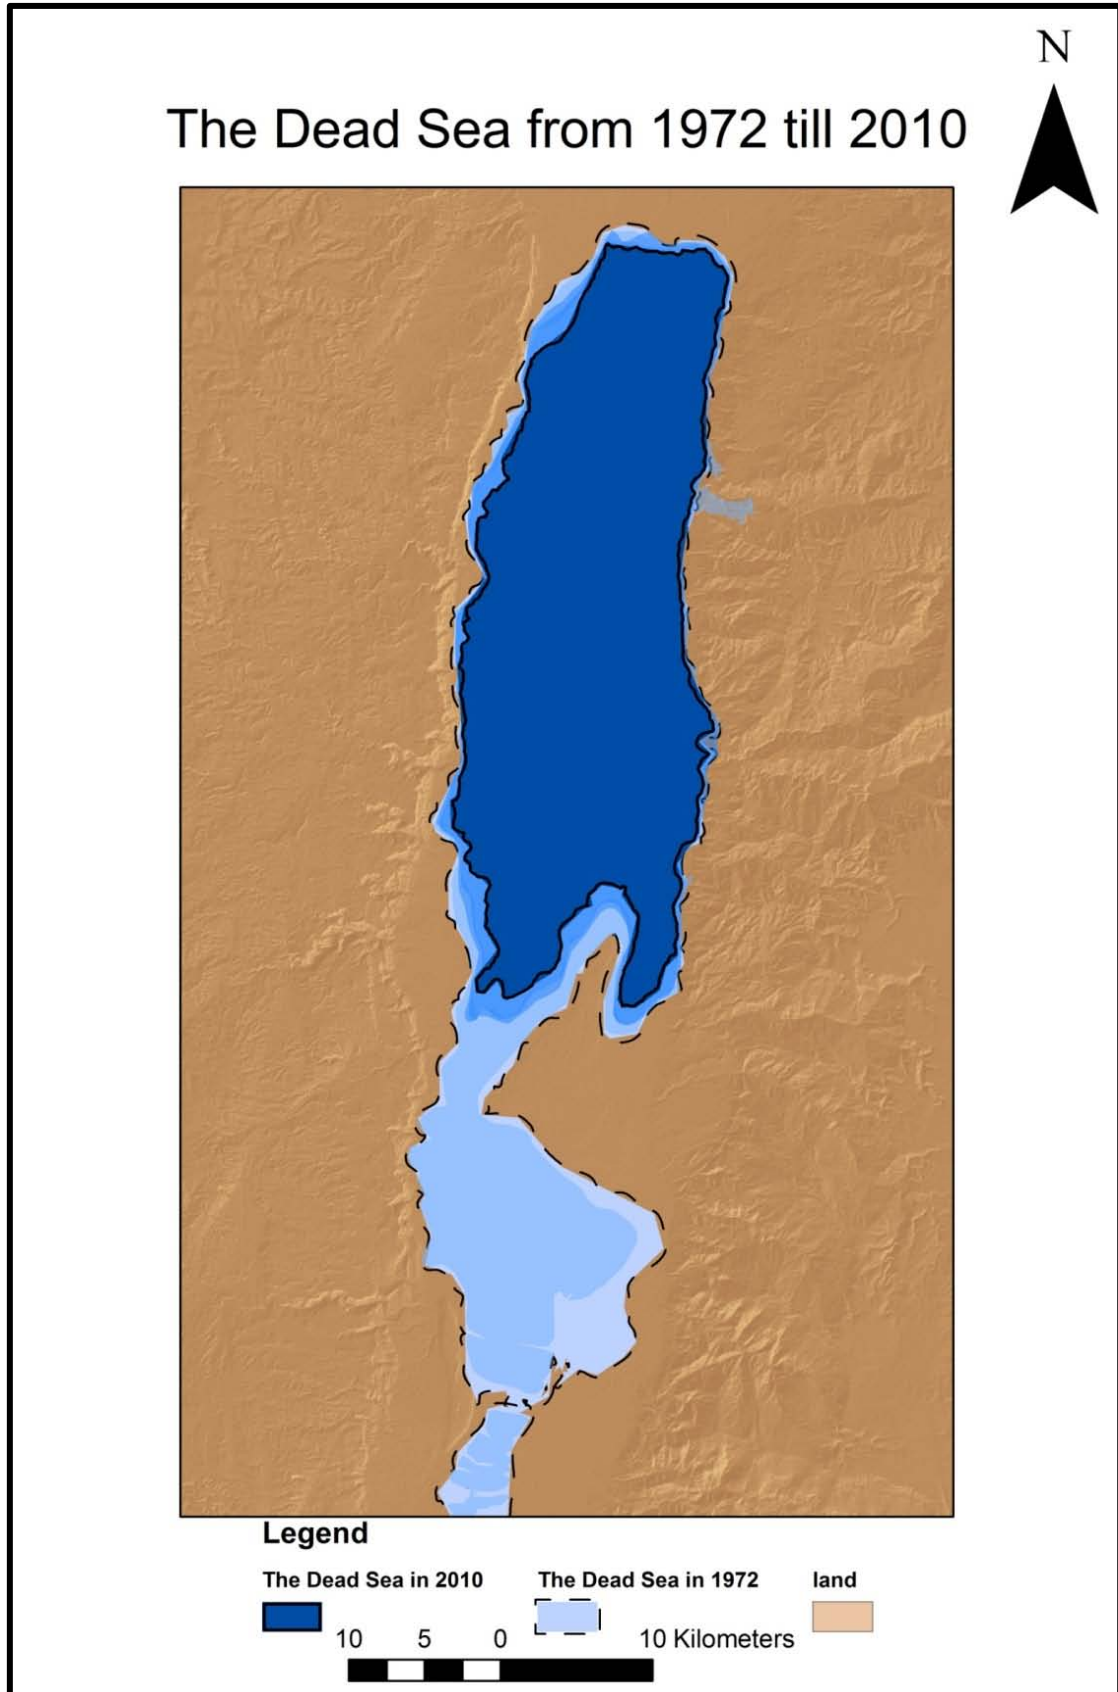 N
The Dead Sea from 1972 till 2010
Legend
The Dead Sea in 2010 The Dead Sea in 1972 land
10 5 0 10 Kilometers